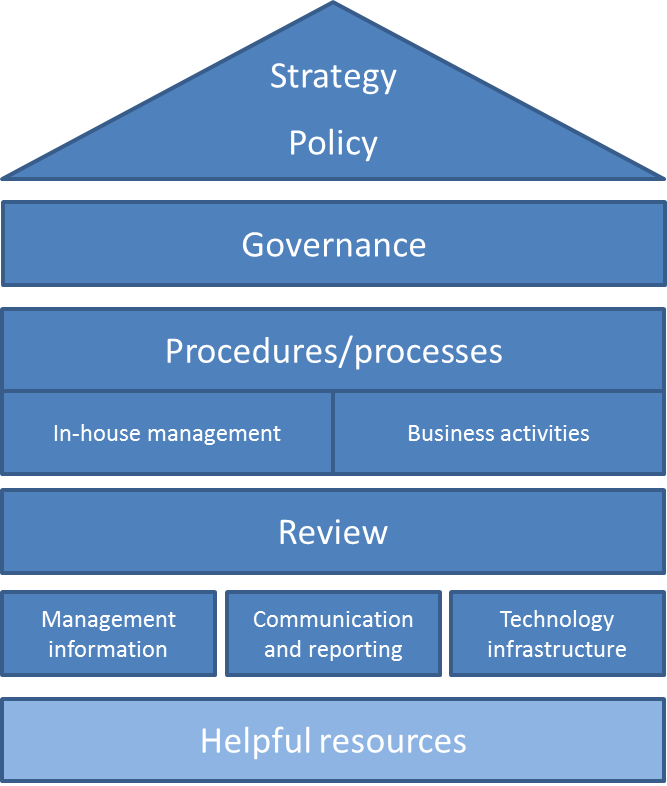 Strategy
Policy
Governance
Procedures/processes
In-house management
Business activities
Review
Management
information
Communication
and reporting
Technology
infrastructure
Helpful resources